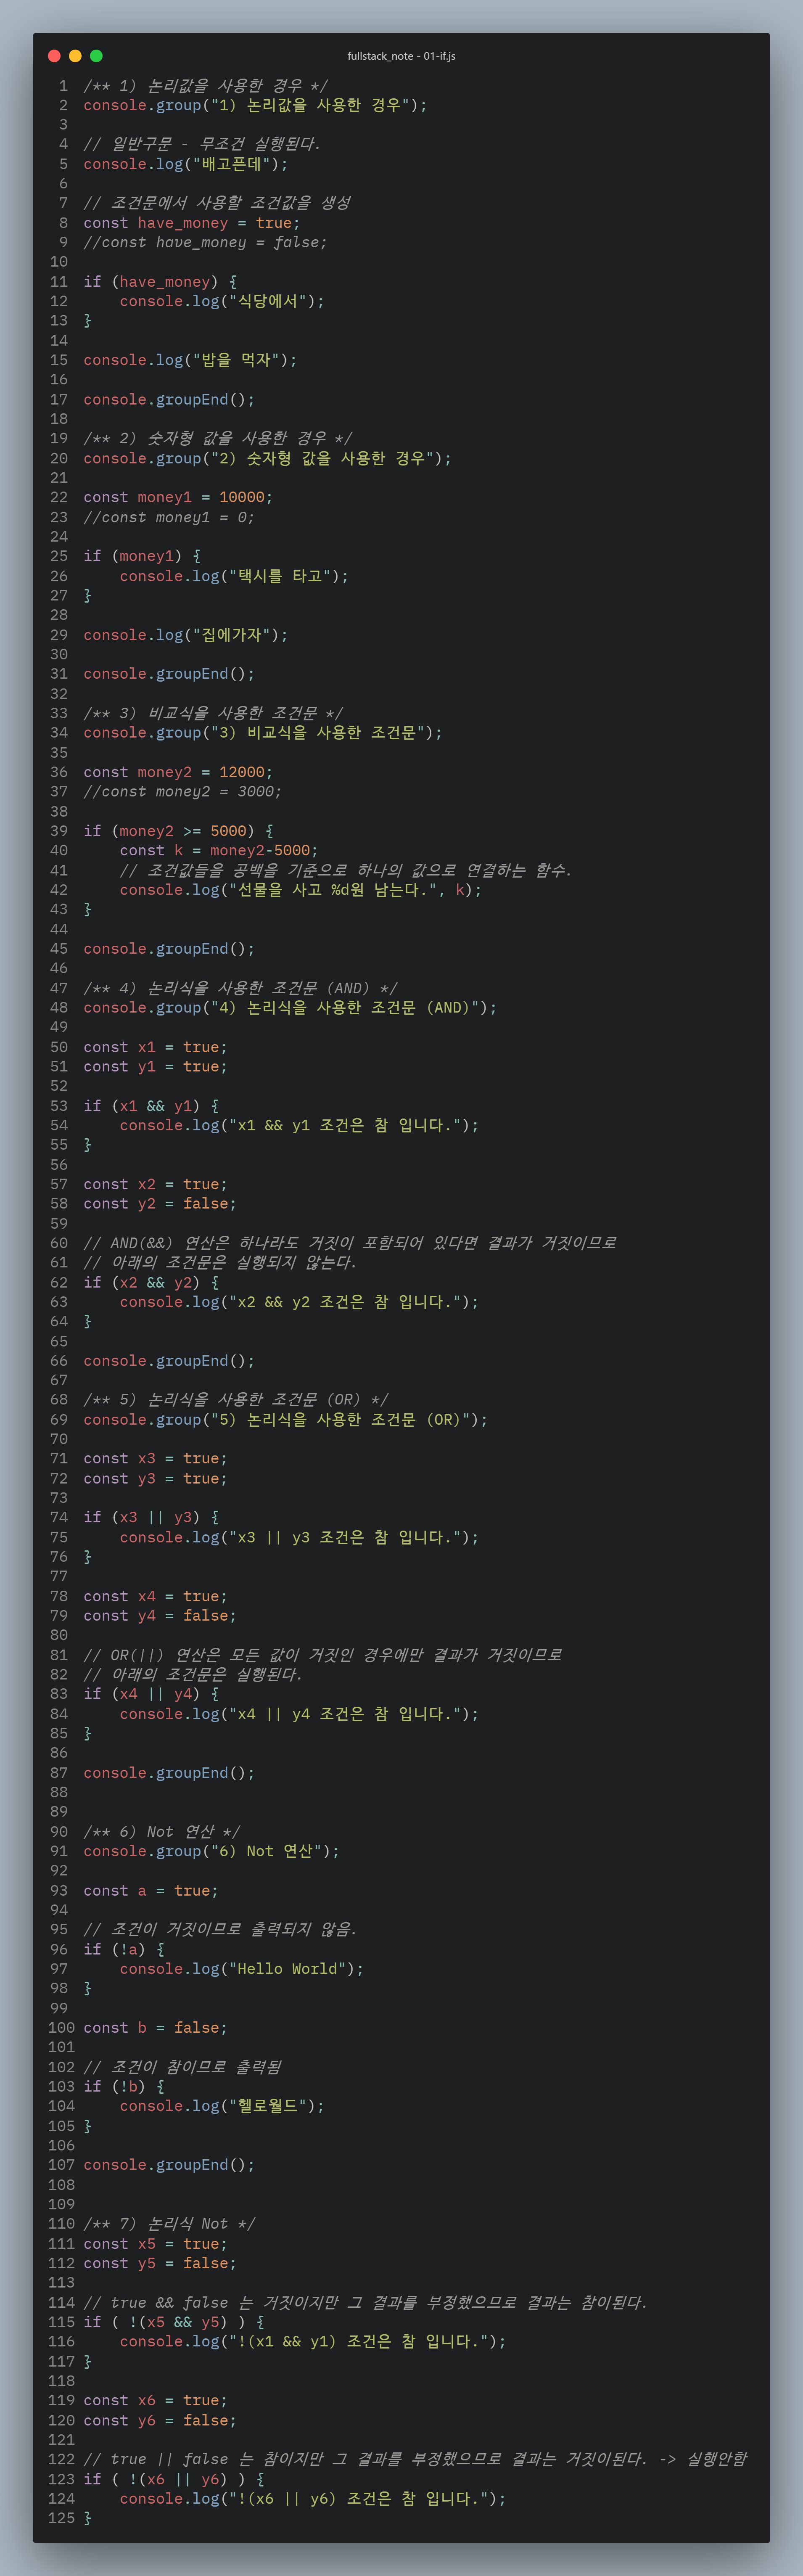 fullstack_note - 01-if.js
1 /** 1) 논리값을 사용한 경우 */
2 console.group("1) 논리값을 사용한 경우");
3
4 // 일반구문 - 무조건 실행된다.
5 console.log("배고픈데");
6
7 // 조건문에서 사용할 조건값을 생성
8 const have_money = true;
9 //const have_money = false;
10
11 if (have_money) {
12     console.log("식당에서");
13 }
14
15 console.log("밥을 먹자");
16
17 console.groupEnd();
18
19 /** 2) 숫자형 값을 사용한 경우 */
20 console.group("2) 숫자형 값을 사용한 경우");
21
22 const money1 = 10000;
23 //const money1 = 0;
24
25 if (money1) {
26     console.log("택시를 타고");
27 }
28
29 console.log("집에가자");
30
31 console.groupEnd();
32
33 /** 3) 비교식을 사용한 조건문 */
34 console.group("3) 비교식을 사용한 조건문");
35
36 const money2 = 12000;
37 //const money2 = 3000;
38
39 if (money2 >= 5000) {
40     const k = money2-5000;
41     // 조건값들을 공백을 기준으로 하나의 값으로 연결하는 함수.
42     console.log("선물을 사고 %d원 남는다.", k);
43 }
44
45 console.groupEnd();
46
47 /** 4) 논리식을 사용한 조건문 (AND) */
48 console.group("4) 논리식을 사용한 조건문 (AND)");
49
50 const x1 = true;
51 const y1 = true;
52
53 if (x1 && y1) {
54     console.log("x1 && y1 조건은 참 입니다.");
55 }
56
57 const x2 = true;
58 const y2 = false;
59
60 // AND(&&) 연산은 하나라도 거짓이 포함되어 있다면 결과가 거짓이므로
61 // 아래의 조건문은 실행되지 않는다.
62 if (x2 && y2) {
63     console.log("x2 && y2 조건은 참 입니다.");
64 }
65
66 console.groupEnd();
67
68 /** 5) 논리식을 사용한 조건문 (OR) */
69 console.group("5) 논리식을 사용한 조건문 (OR)");
70
71 const x3 = true;
72 const y3 = true;
73
74 if (x3 || y3) {
75     console.log("x3 || y3 조건은 참 입니다.");
76 }
77
78 const x4 = true;
79 const y4 = false;
80
81 // OR(||) 연산은 모든 값이 거짓인 경우에만 결과가 거짓이므로
82 // 아래의 조건문은 실행된다.
83 if (x4 || y4) {
84     console.log("x4 || y4 조건은 참 입니다.");
85 }
86
87 console.groupEnd();
88
89
90 /** 6) Not 연산 */
91 console.group("6) Not 연산");
92
93 const a = true;
94
95 // 조건이 거짓이므로 출력되지 않음.
96 if (!a) {
97     console.log("Hello World");
98 }
99
100 const b = false;
101
102 // 조건이 참이므로 출력됨
103 if (!b) {
104     console.log("헬로월드");
105 }
106
107 console.groupEnd();
108
109
110 /** 7) 논리식 Not */
111 const x5 = true;
112 const y5 = false;
113
114 // true && false 는 거짓이지만 그 결과를 부정했으므로 결과는 참이된다.
115 if ( !(x5 && y5) ) {
116     console.log("!(x1 && y1) 조건은 참 입니다.");
117 }
118
119 const x6 = true;
120 const y6 = false;
121
122 // true || false 는 참이지만 그 결과를 부정했으므로 결과는 거짓이된다. -> 실행안함
123 if ( !(x6 || y6) ) {
124     console.log("!(x6 || y6) 조건은 참 입니다.");
125 }